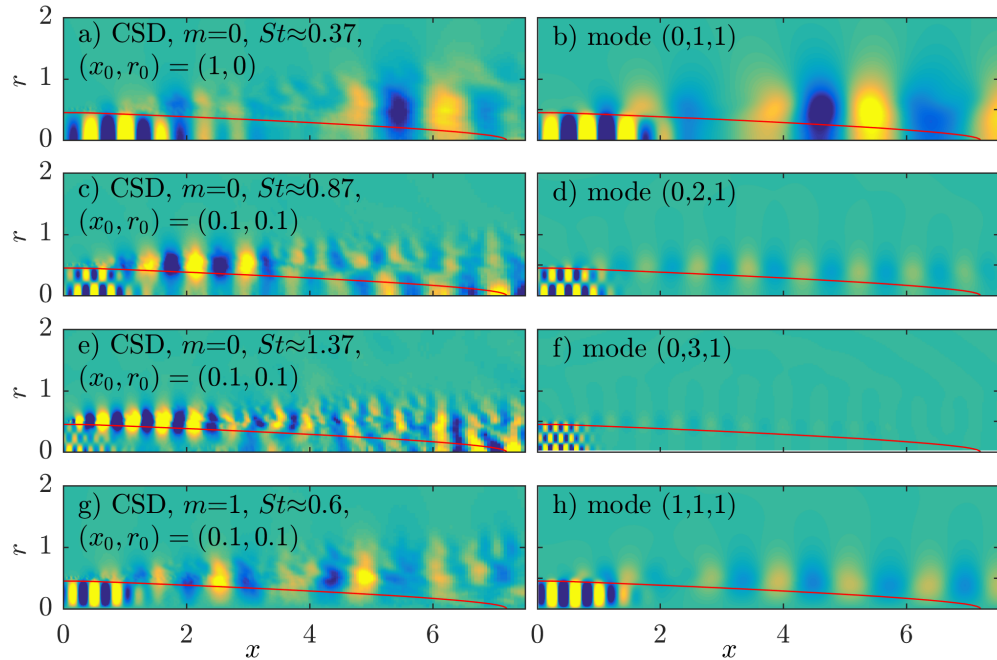 2
a) CSD, m=0, St≈0.37,
(x₀, r₀) = (1, 0)
b) mode (0,1,1)
r
1
0
2
c) CSD, m=0, St≈0.87,
(x₀, r₀) = (0.1, 0.1)
d) mode (0,2,1)
r
1
0
2
e) CSD, m=0, St≈1.37,
(x₀, r₀) = (0.1, 0.1)
f) mode (0,3,1)
r
1
0
2
g) CSD, m=1, St≈0.6,
(x₀, r₀) = (0.1, 0.1)
h) mode (1,1,1)
r
1
0
0 2 4 6 0 2 4 6
x x